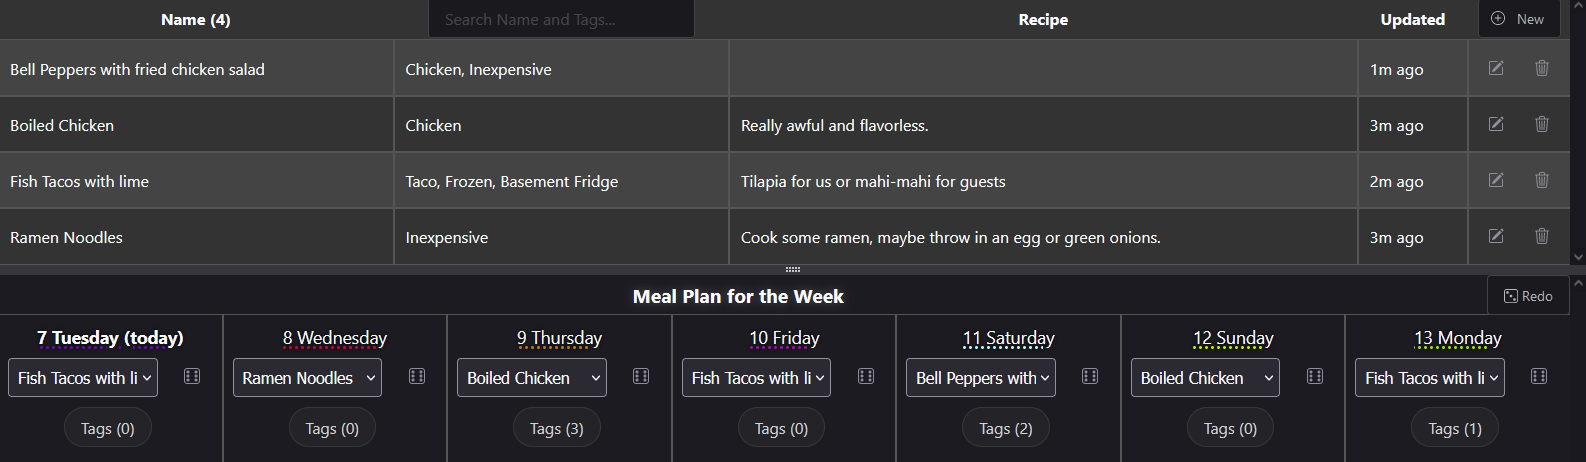 Name (4) Search Name and Tags... Recipe Updated New
Bell Peppers with fried chicken salad Chicken, Inexpensive 1m ago
Boiled Chicken Chicken Really awful and flavorless. 3m ago
Fish Tacos with lime Taco, Frozen, Basement Fridge Tilapia for us or mahi-mahi for guests 2m ago
Ramen Noodles Inexpensive Cook some ramen, maybe throw in an egg or green onions. 3m ago
Meal Plan for the Week Redo
7 Tuesday (today) 8 Wednesday 9 Thursday 10 Friday 11 Saturday 12 Sunday 13 Monday
Fish Tacos with li Ramen Noodles Boiled Chicken Fish Tacos with li Bell Peppers with Boiled Chicken Fish Tacos with li
Tags (0) Tags (0) Tags (3) Tags (0) Tags (2) Tags (0) Tags (1)